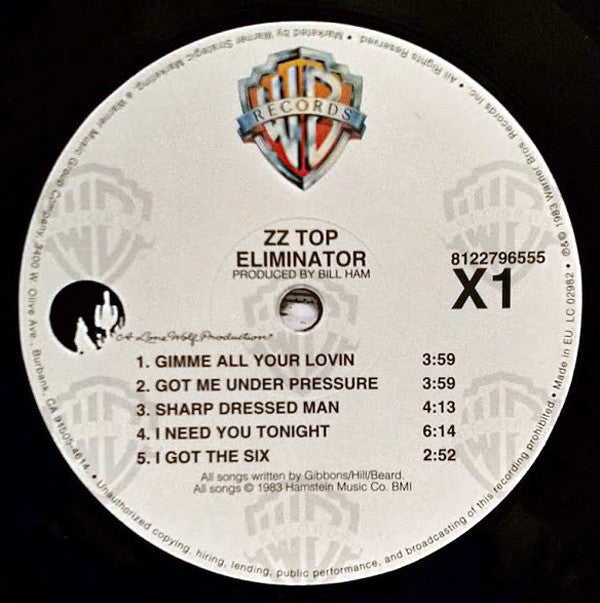 RECORDS
ZZ TOP
ELIMINATOR
PRODUCED BY BILL HAM
8122796555
X1
A Lone Wolf Production
1. GIMME ALL YOUR LOVIN 3:59
2. GOT ME UNDER PRESSURE 3:59
3. SHARP DRESSED MAN 4:13
4. I NEED YOU TONIGHT 6:14
5. I GOT THE SIX 2:52
All songs written by Gibbons/Hill/Beard.
All songs © 1983 Hamstein Music Co. BMI
℗&© 1983 Warner Bros. Records Inc. All Rights Reserved. Marketed by Warner Strategic Marketing, a Warner Music Group Company, 3400 W. Olive Ave., Burbank, CA 91505-4614. • Unauthorized copying, hiring, lending, public performance, and broadcasting of this recording prohibited. • Made in EU. LC 02982 •